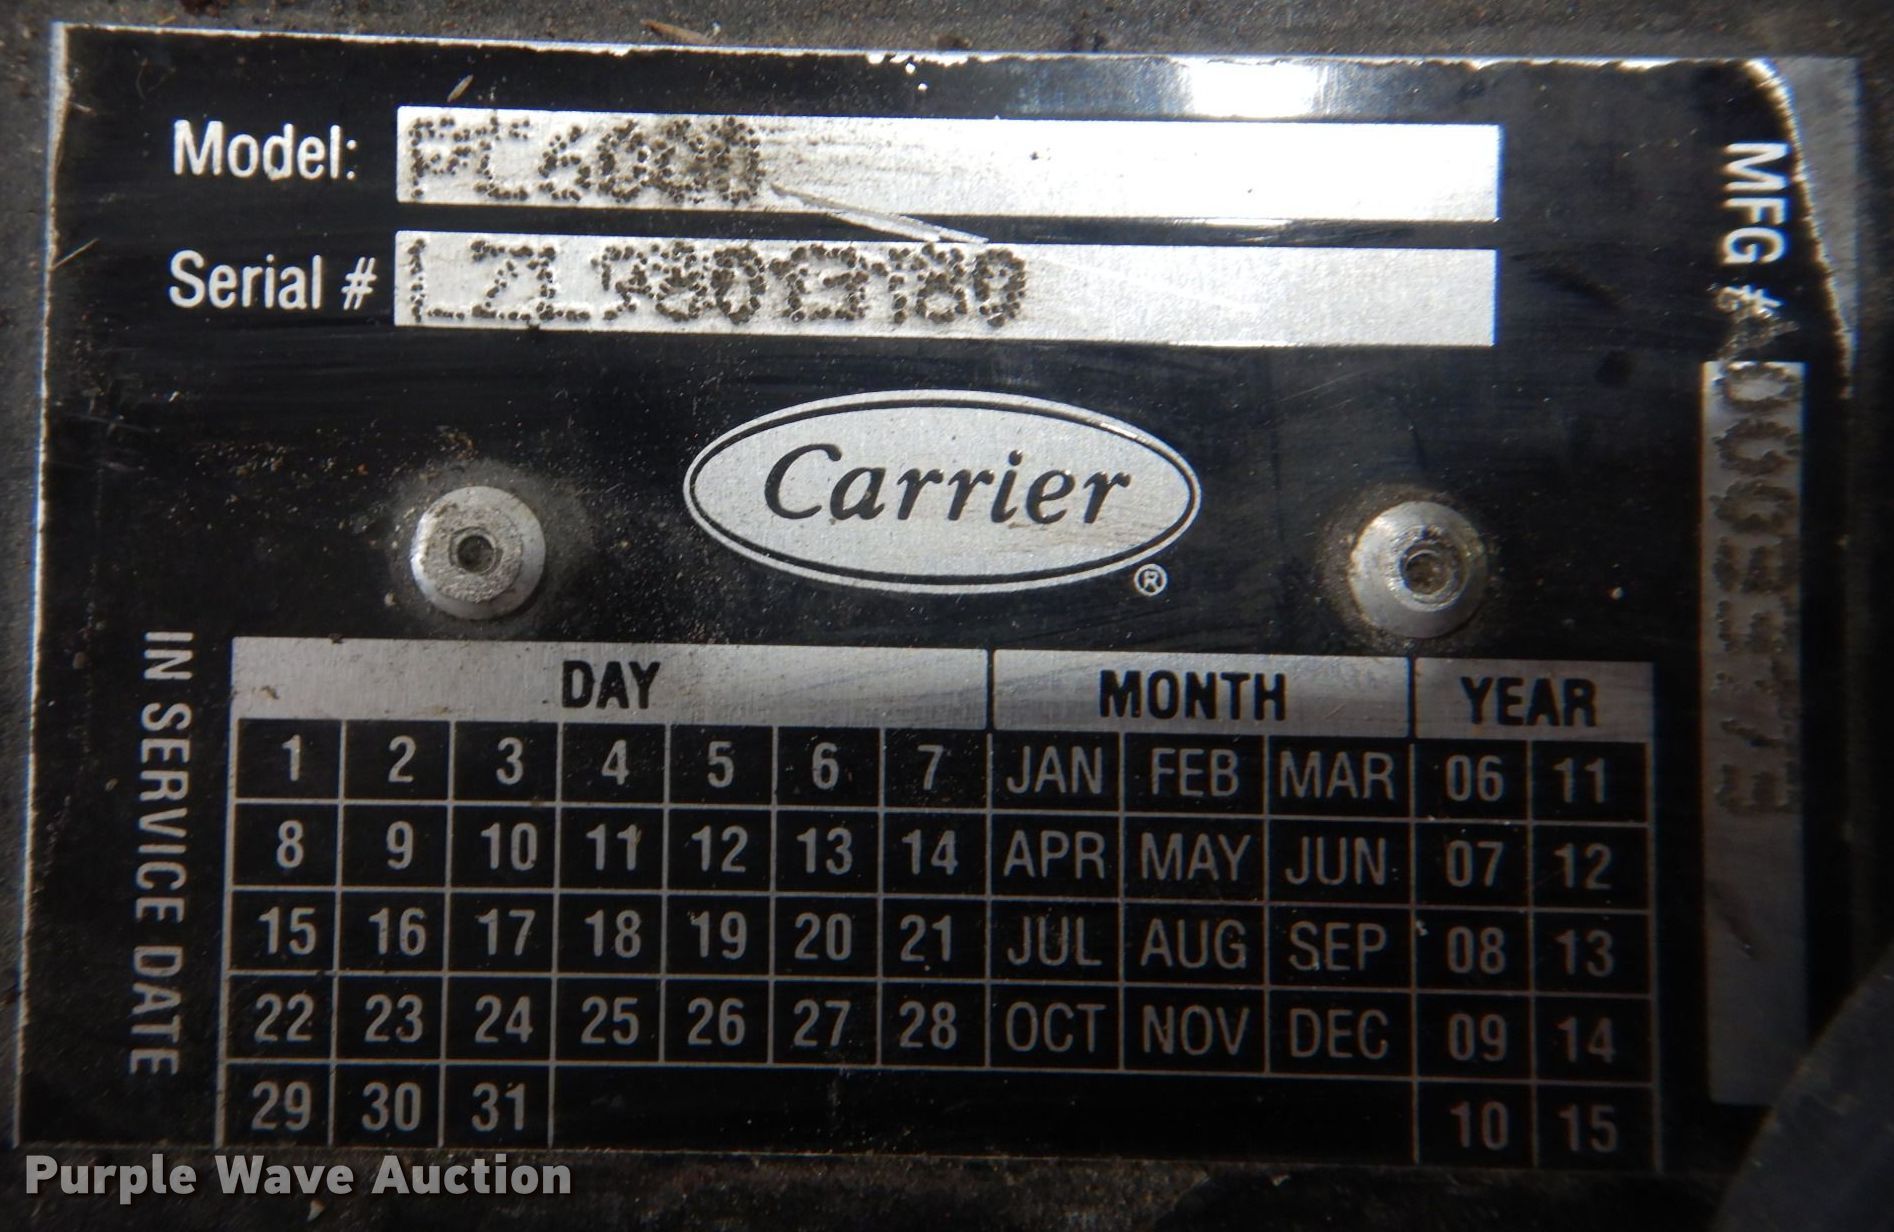 Model: PC6000
Serial # LZL58013180
MFG #
Carrier®
IN SERVICE DATE
DAY MONTH YEAR
1 2 3 4 5 6 7 JAN FEB MAR 06 11
8 9 10 11 12 13 14 APR MAY JUN 07 12
15 16 17 18 19 20 21 JUL AUG SEP 08 13
22 23 24 25 26 27 28 OCT NOV DEC 09 14
29 30 31 10 15
Purple Wave Auction